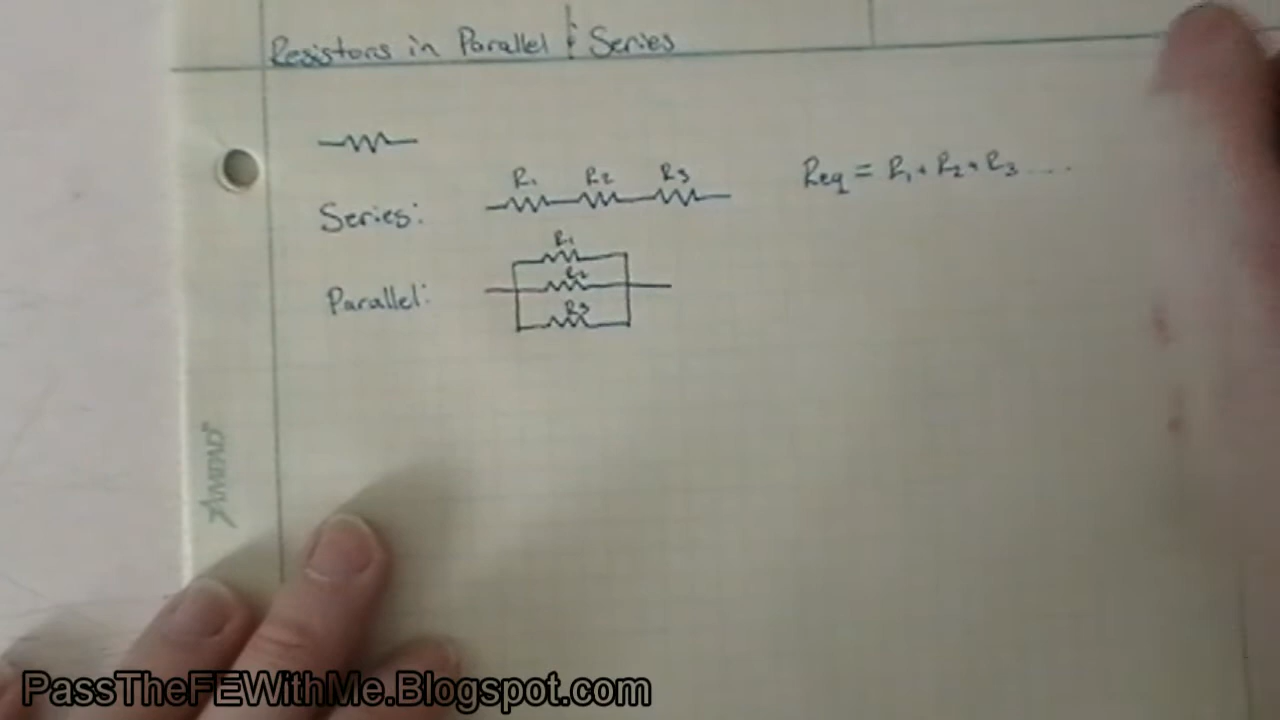 Resistors in Parallel & Series
R1 R2 R3
Req = R1 + R2 + R3 ....
Series:
R1
R2
Parallel:
R3
AMPAD
PassTheFEWithMe.Blogspot.com